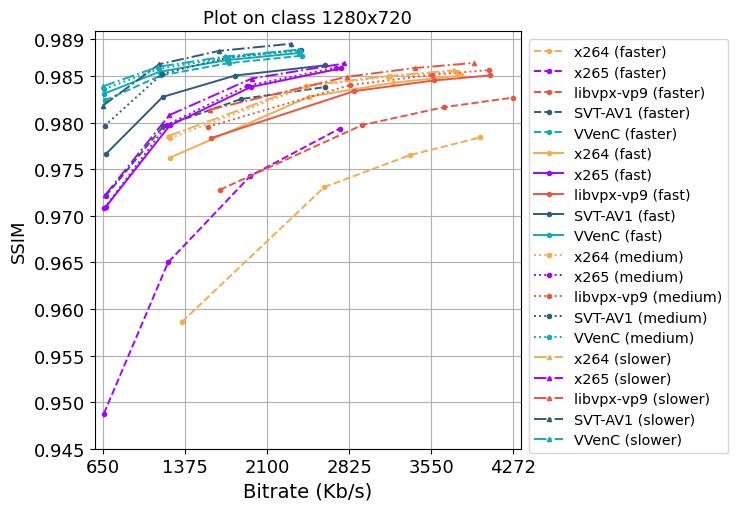 Plot on class 1280x720
SSIM
0.989
0.985
0.980
0.975
0.970
0.965
0.960
0.955
0.950
0.945
650 1375 2100 2825 3550 4272
Bitrate (Kb/s)
x264 (faster)
x265 (faster)
libvpx-vp9 (faster)
SVT-AV1 (faster)
VVenC (faster)
x264 (fast)
x265 (fast)
libvpx-vp9 (fast)
SVT-AV1 (fast)
VVenC (fast)
x264 (medium)
x265 (medium)
libvpx-vp9 (medium)
SVT-AV1 (medium)
VVenC (medium)
x264 (slower)
x265 (slower)
libvpx-vp9 (slower)
SVT-AV1 (slower)
VVenC (slower)